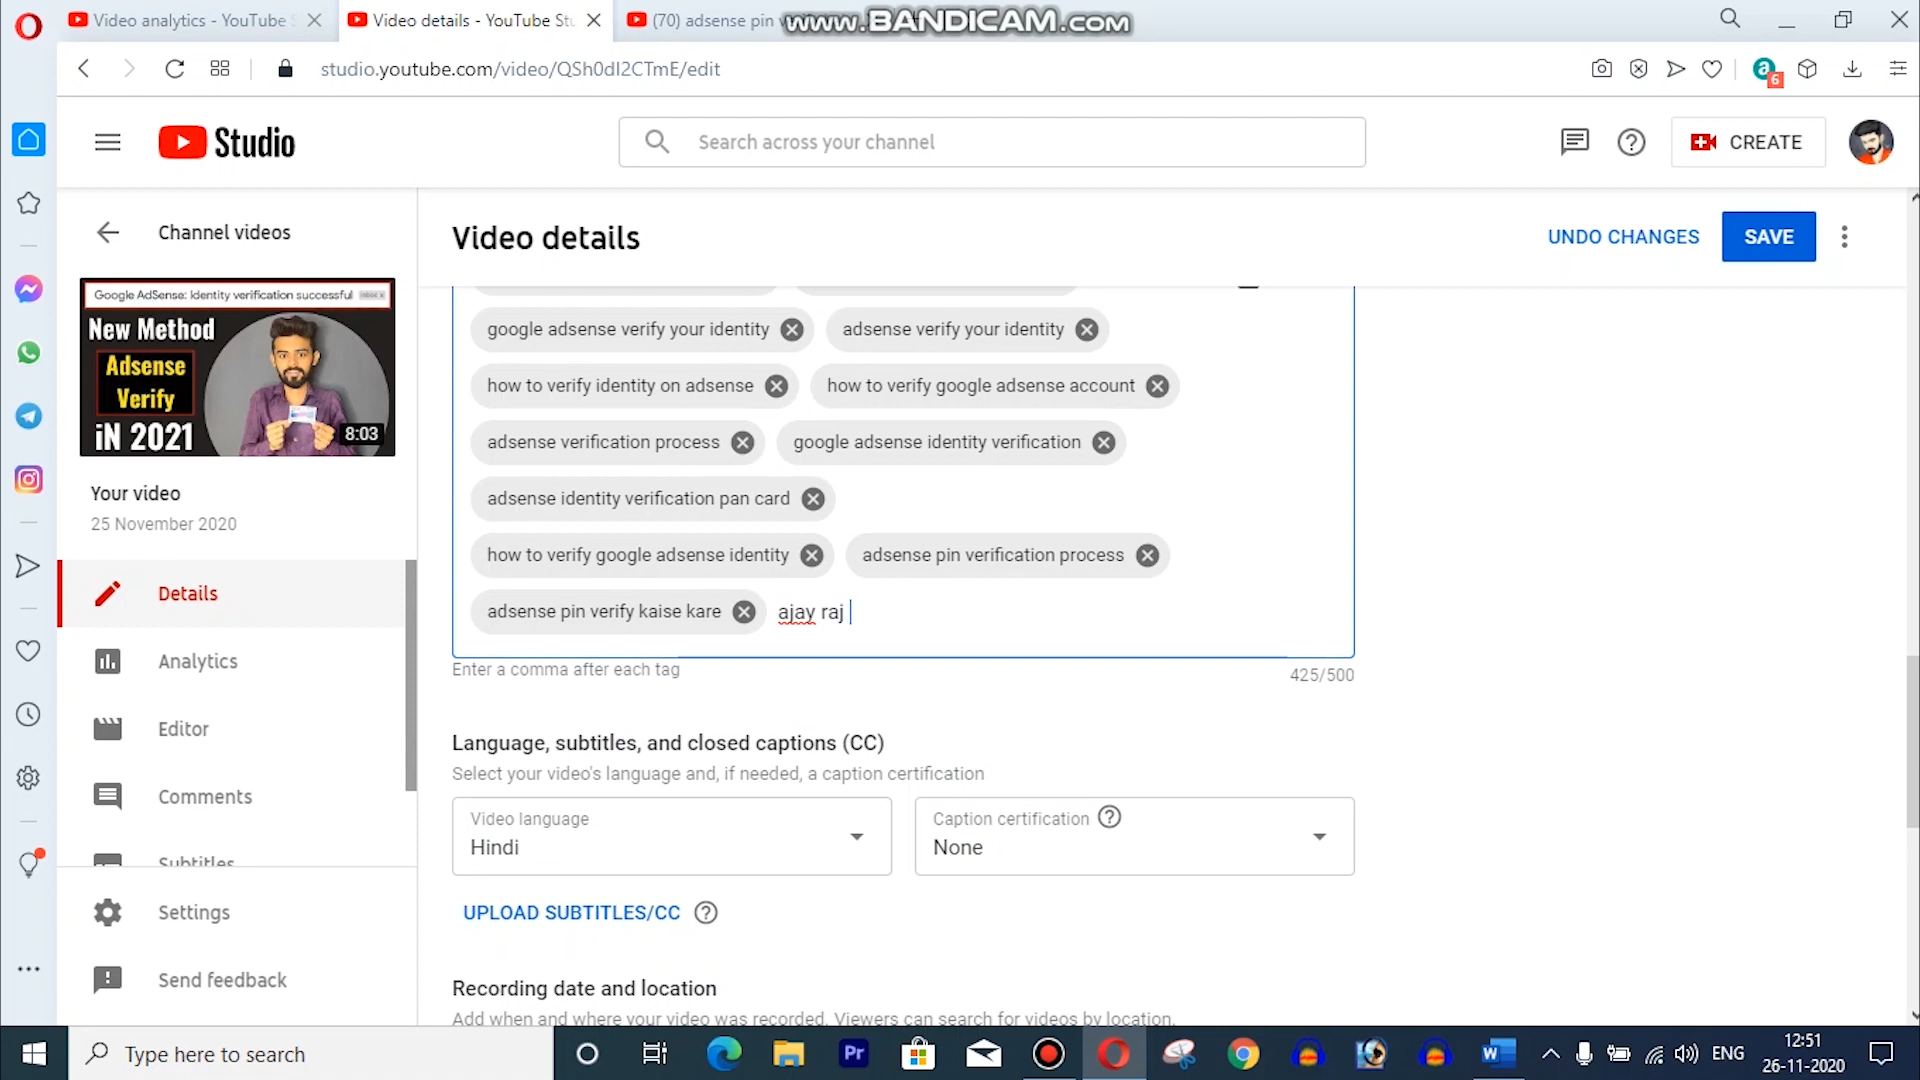 Video analytics - YouTube S
Video details - YouTube Stu
(70) adsense pin v
www.BANDICAM.com
studio.youtube.com/video/QSh0dI2CTmE/edit
a
6
Studio
Search across your channel
CREATE
Channel videos
Video details
UNDO CHANGES
SAVE
Google AdSense: Identity verification successful
Inbox x
New Method
Adsense
Verify
iN 2021
8:03
google adsense verify your identity
adsense verify your identity
how to verify identity on adsense
how to verify google adsense account
adsense verification process
google adsense identity verification
adsense identity verification pan card
how to verify google adsense identity
adsense pin verification process
adsense pin verify kaise kare
ajay raj
Enter a comma after each tag
425/500
Your video
25 November 2020
Details
Analytics
Editor
Comments
Subtitles
Settings
Send feedback
Language, subtitles, and closed captions (CC)
Select your video's language and, if needed, a caption certification
Video language
Hindi
Caption certification
None
UPLOAD SUBTITLES/CC
Recording date and location
Add when and where your video was recorded. Viewers can search for videos by location.
Type here to search
Pr
W
ENG
12:51
26-11-2020